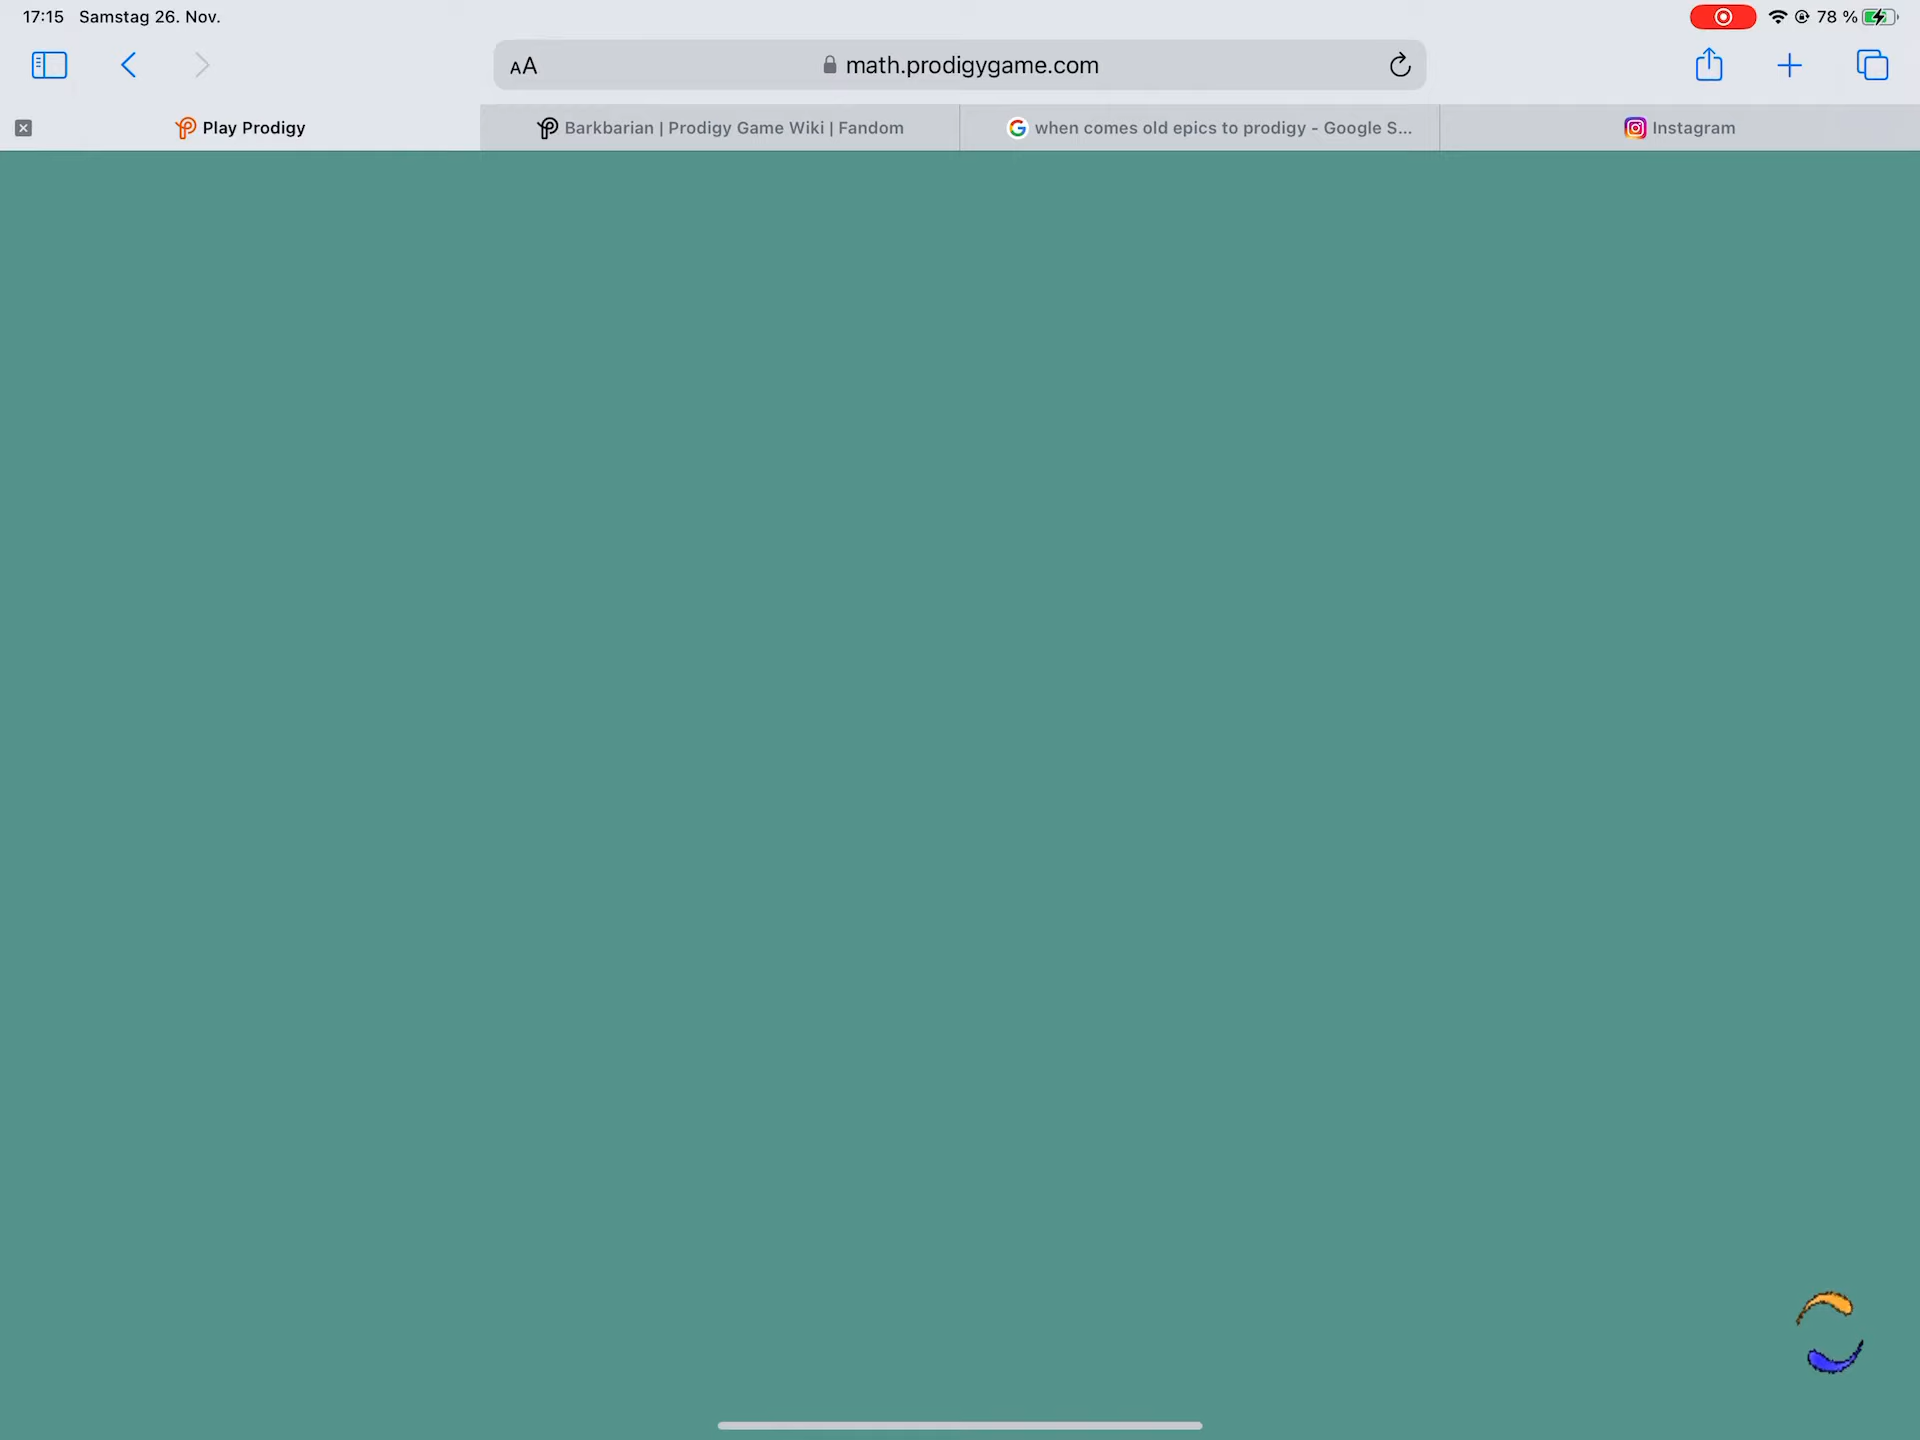 17:15 Samstag 26. Nov.
78 %
AA
math.prodigygame.com
Play Prodigy
Barkbarian | Prodigy Game Wiki | Fandom
when comes old epics to prodigy - Google S...
Instagram